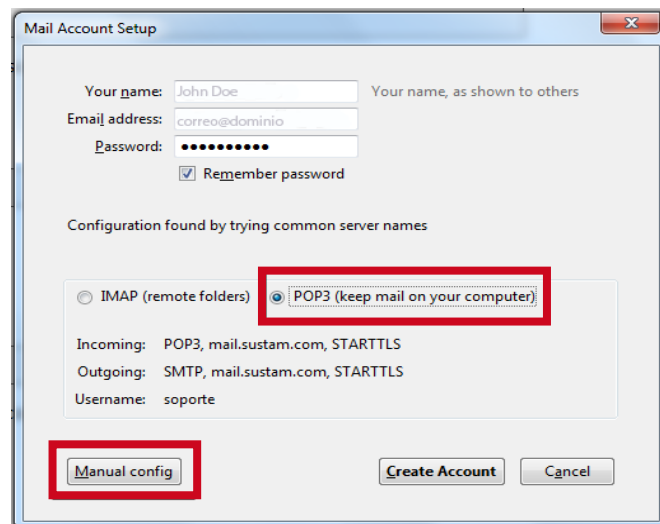 Mail Account Setup
Your name: John Doe Your name, as shown to others
Email address: correo@dominio
Password: ••••••••••
Remember password
Configuration found by trying common server names
IMAP (remote folders) POP3 (keep mail on your computer)
Incoming: POP3, mail.sustam.com, STARTTLS
Outgoing: SMTP, mail.sustam.com, STARTTLS
Username: soporte
Manual config Create Account Cancel